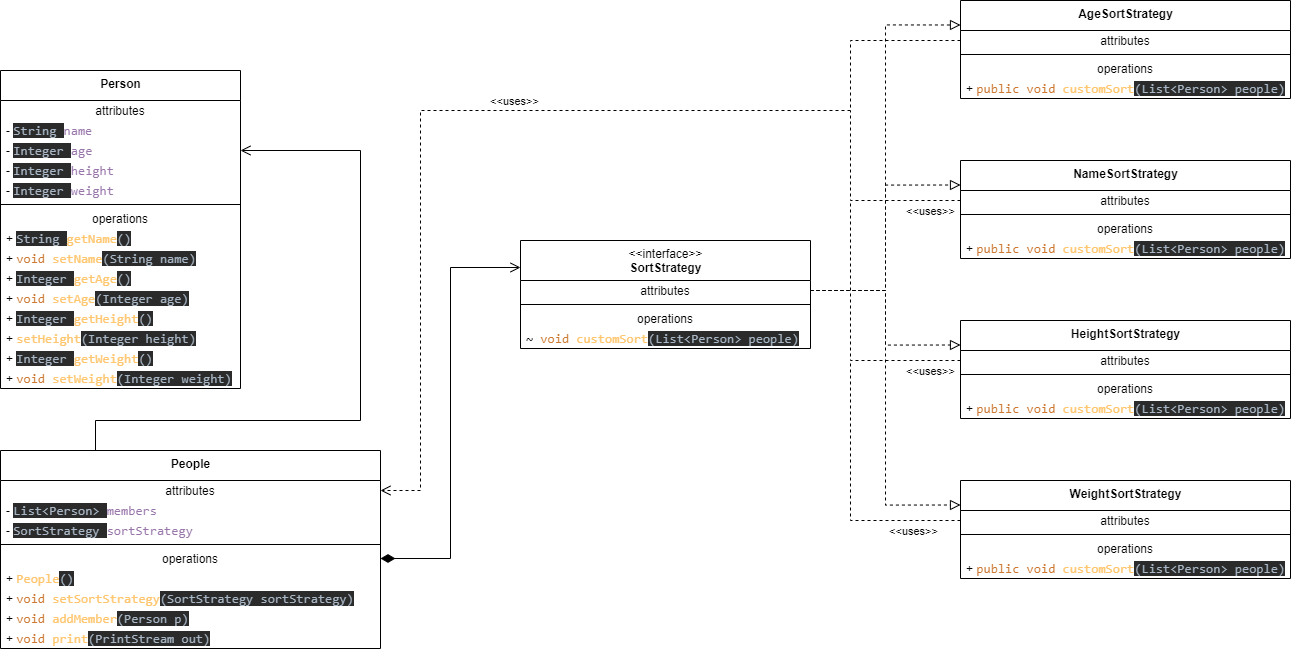 Person
attributes
- String name
- Integer age
- Integer height
- Integer weight
operations
+ String getName()
+ void setName(String name)
+ Integer getAge()
+ void setAge(Integer age)
+ Integer getHeight()
+ setHeight(Integer height)
+ Integer getWeight()
+ void setWeight(Integer weight)
People
attributes
- List<Person> members
- SortStrategy sortStrategy
operations
+ People()
+ void setSortStrategy(SortStrategy sortStrategy)
+ void addMember(Person p)
+ void print(PrintStream out)
<<uses>>
<<interface>>
SortStrategy
attributes
operations
~ void customSort(List<Person> people)
AgeSortStrategy
attributes
operations
+ public void customSort(List<Person> people)
NameSortStrategy
attributes
<<uses>>
operations
+ public void customSort(List<Person> people)
HeightSortStrategy
attributes
<<uses>>
operations
+ public void customSort(List<Person> people)
WeightSortStrategy
attributes
<<uses>>
operations
+ public void customSort(List<Person> people)